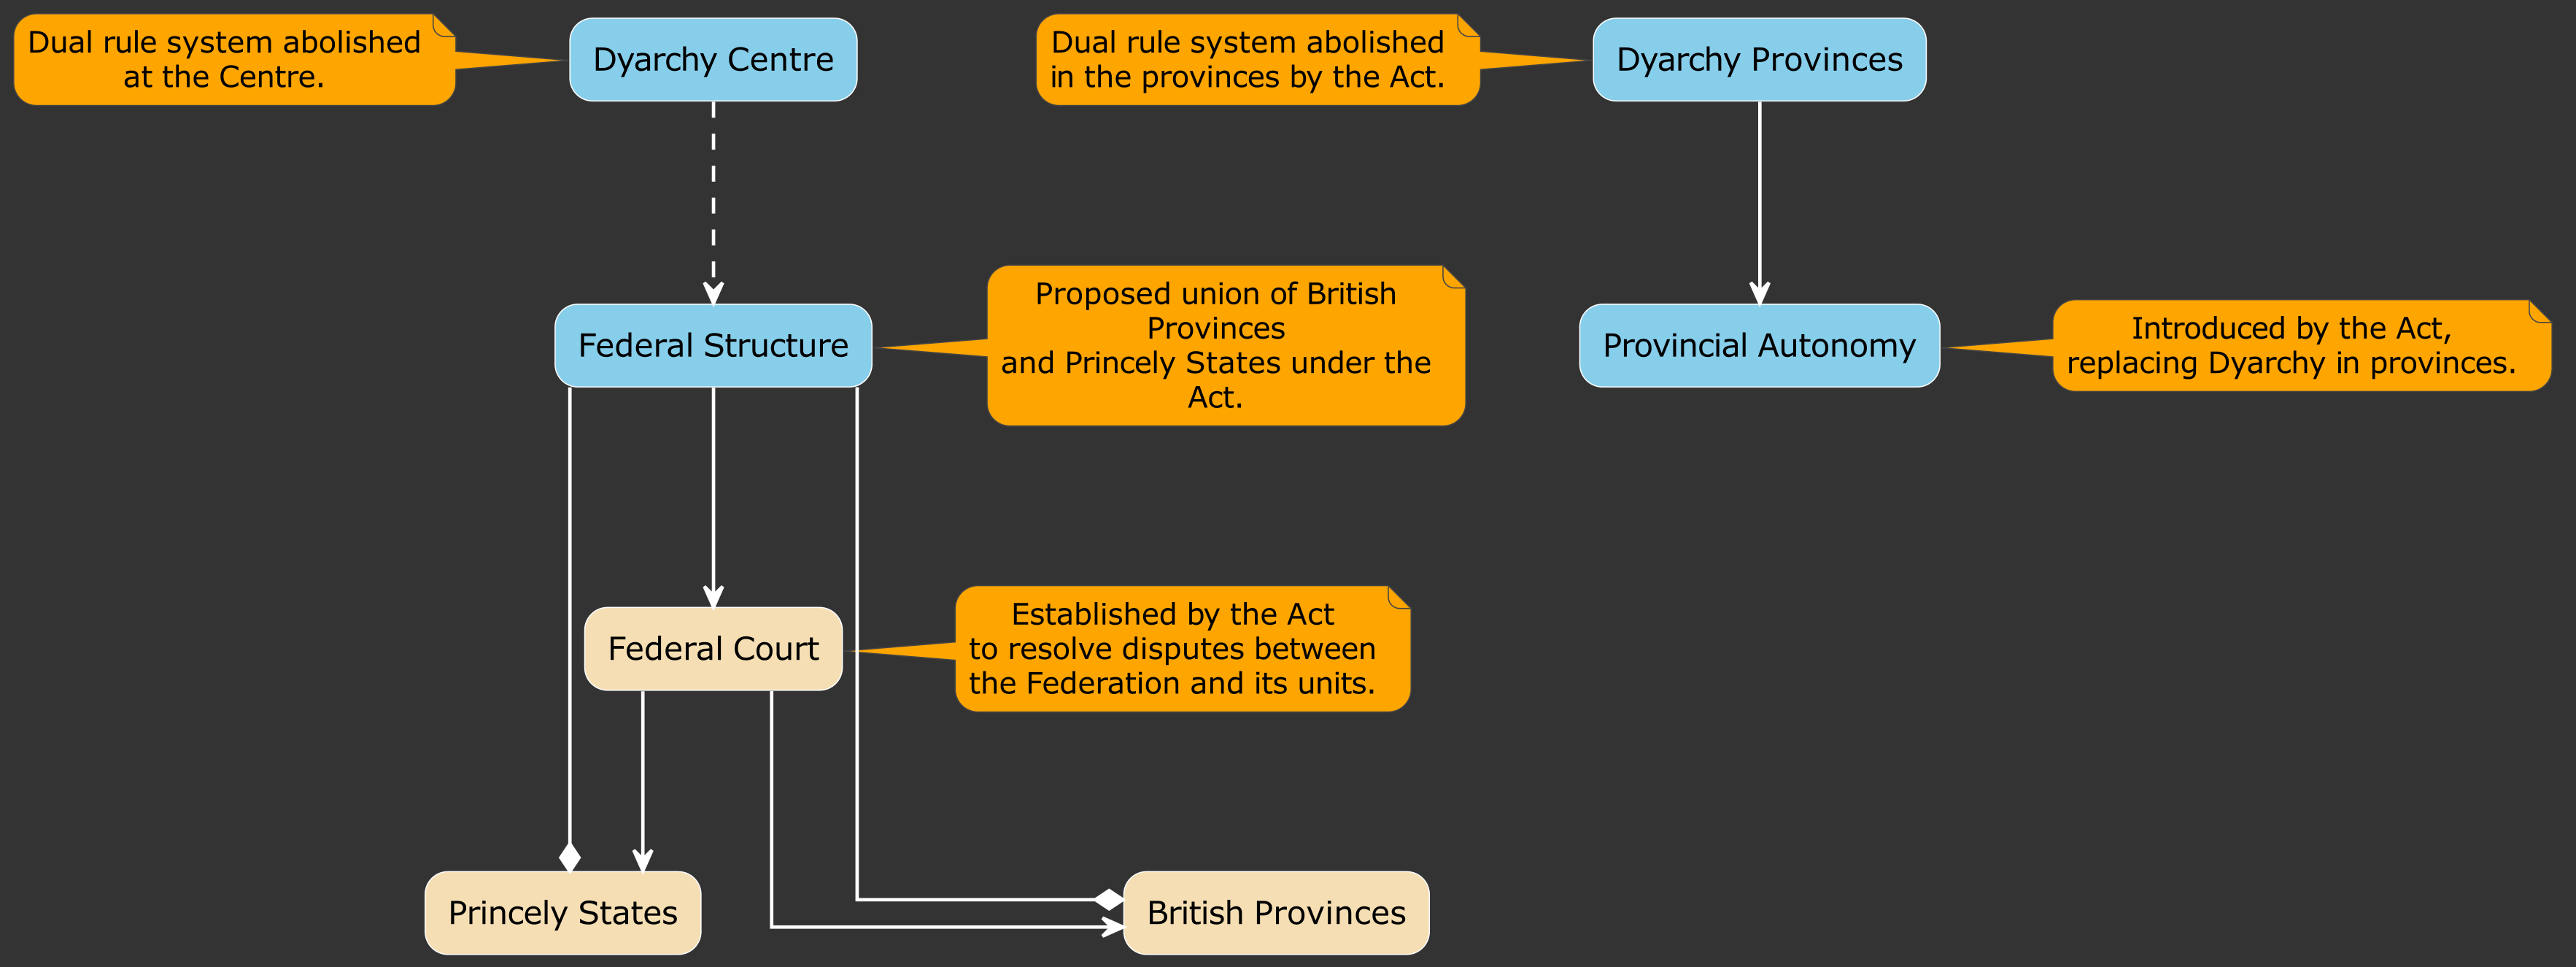 Dual rule system abolished
at the Centre.
Dyarchy Centre
Dual rule system abolished
in the provinces by the Act.
Dyarchy Provinces
Federal Structure
Proposed union of British
Provinces
and Princely States under the
Act.
Provincial Autonomy
Introduced by the Act,
replacing Dyarchy in provinces.
Federal Court
Established by the Act
to resolve disputes between
the Federation and its units.
Princely States
British Provinces